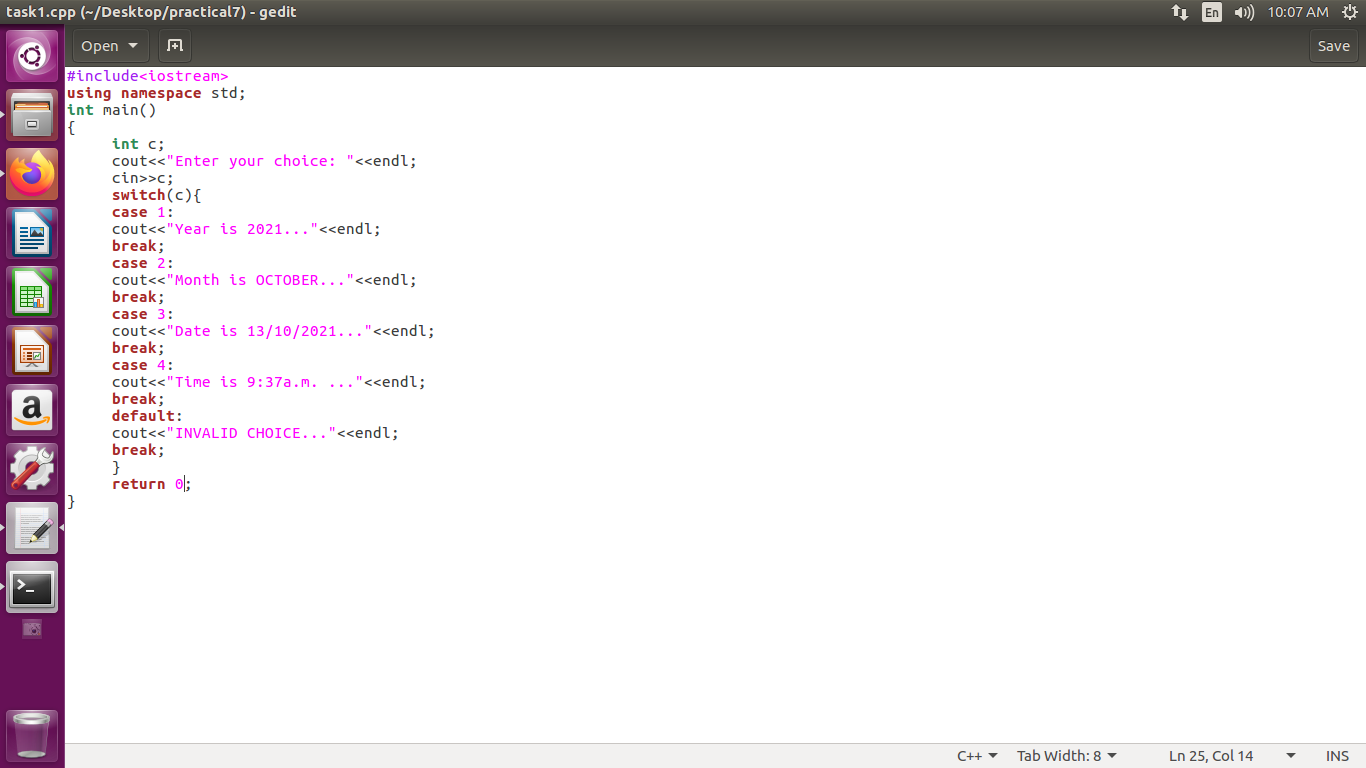 task1.cpp (~/Desktop/practical7) - gedit
En
10:07 AM
Open
Save
#include<iostream>
using namespace std;
int main()
{
     int c;
     cout<<"Enter your choice: "<<endl;
     cin>>c;
     switch(c){
     case 1:
     cout<<"Year is 2021..."<<endl;
     break;
     case 2:
     cout<<"Month is OCTOBER..."<<endl;
     break;
     case 3:
     cout<<"Date is 13/10/2021..."<<endl;
     break;
     case 4:
     cout<<"Time is 9:37a.m. ..."<<endl;
     break;
     default:
     cout<<"INVALID CHOICE..."<<endl;
     break;
     }
     return 0;
}
C++
Tab Width: 8
Ln 25, Col 14
INS